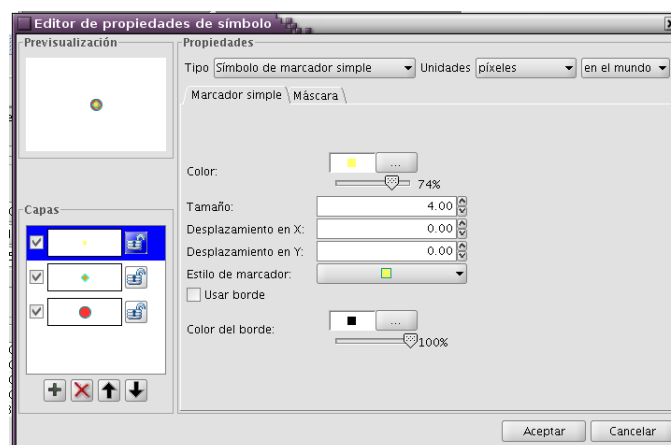 Editor de propiedades de símbolo
Previsualización
Propiedades
Tipo Símbolo de marcador simple Unidades píxeles en el mundo
Marcador simple Máscara
Color: ...
74%
Capas
Tamaño: 4.00
Desplazamiento en X: 0.00
Desplazamiento en Y: 0.00
Estilo de marcador:
Usar borde
Color del borde: ...
100%
Aceptar Cancelar